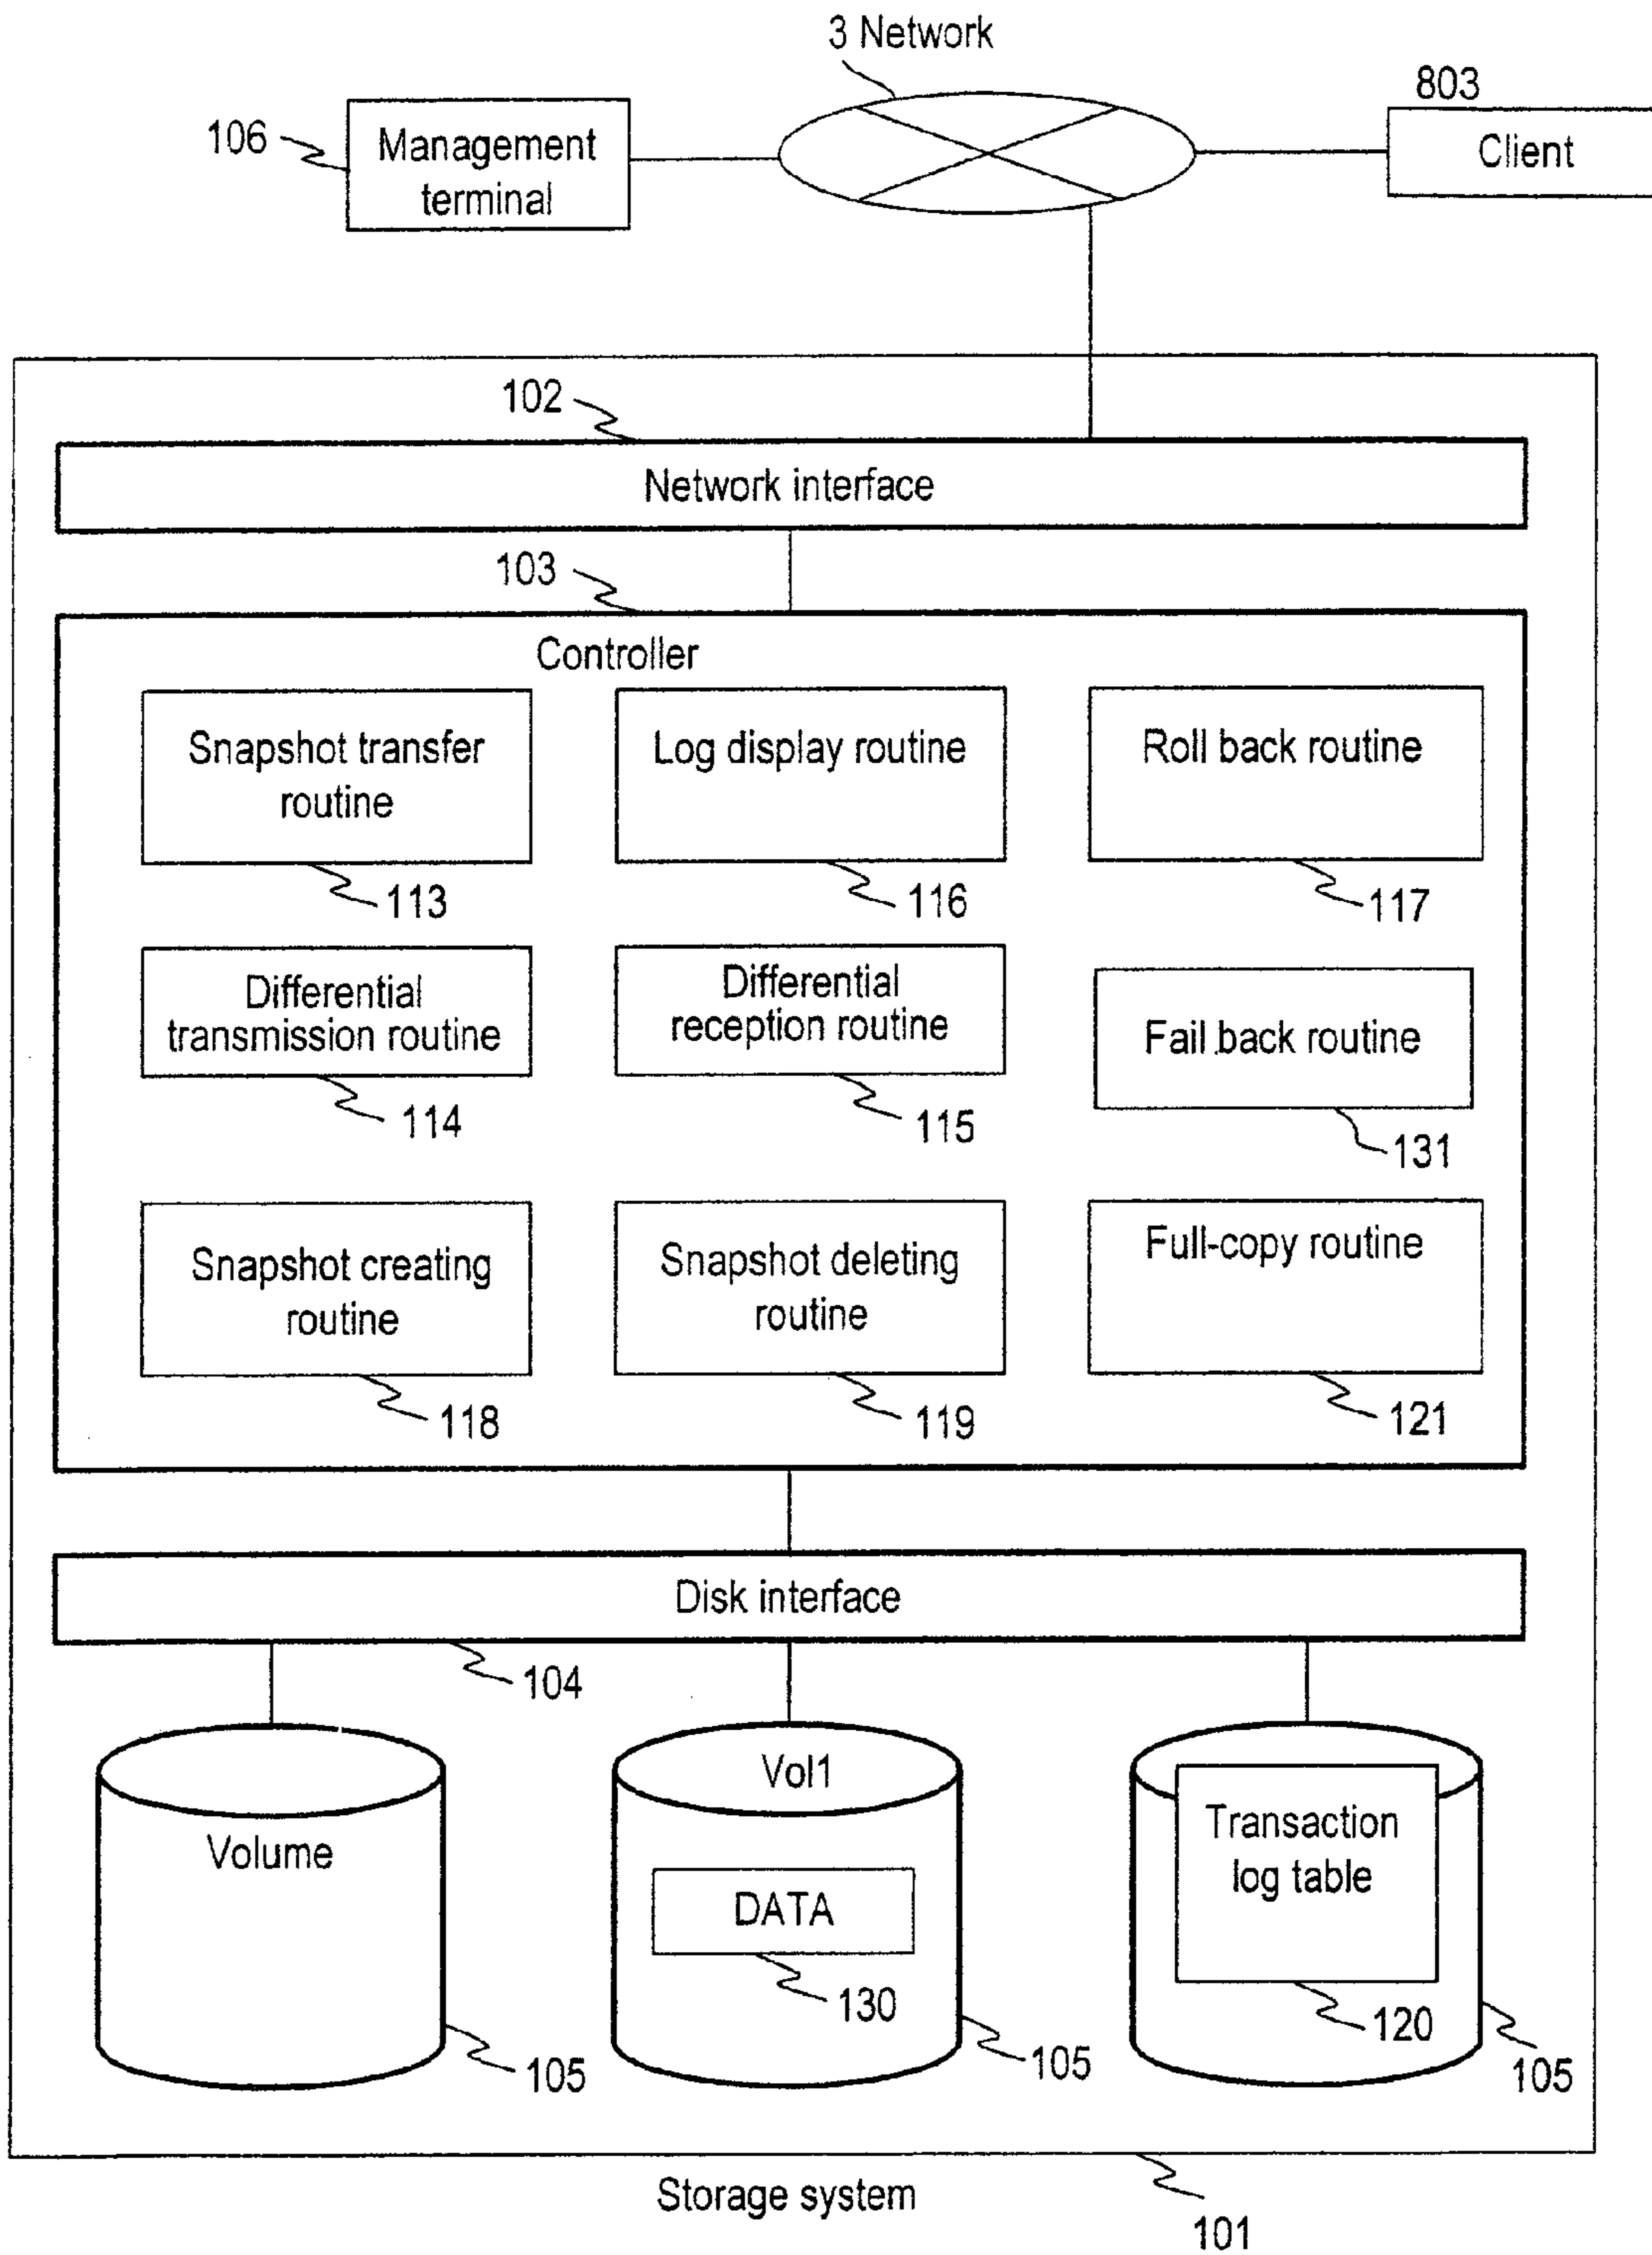 3 Network
803
106
Management
terminal
Client
102
Network interface
103
Controller
Snapshot transfer
routine
Log display routine
Roll back routine
113
116
117
Differential
transmission routine
Differential
reception routine
Fail back routine
114
115
131
Snapshot creating
routine
Snapshot deleting
routine
Full-copy routine
118
119
121
Disk interface
104
Volume
Vol1
DATA
130
Transaction
log table
120
105
105
105
Storage system
101